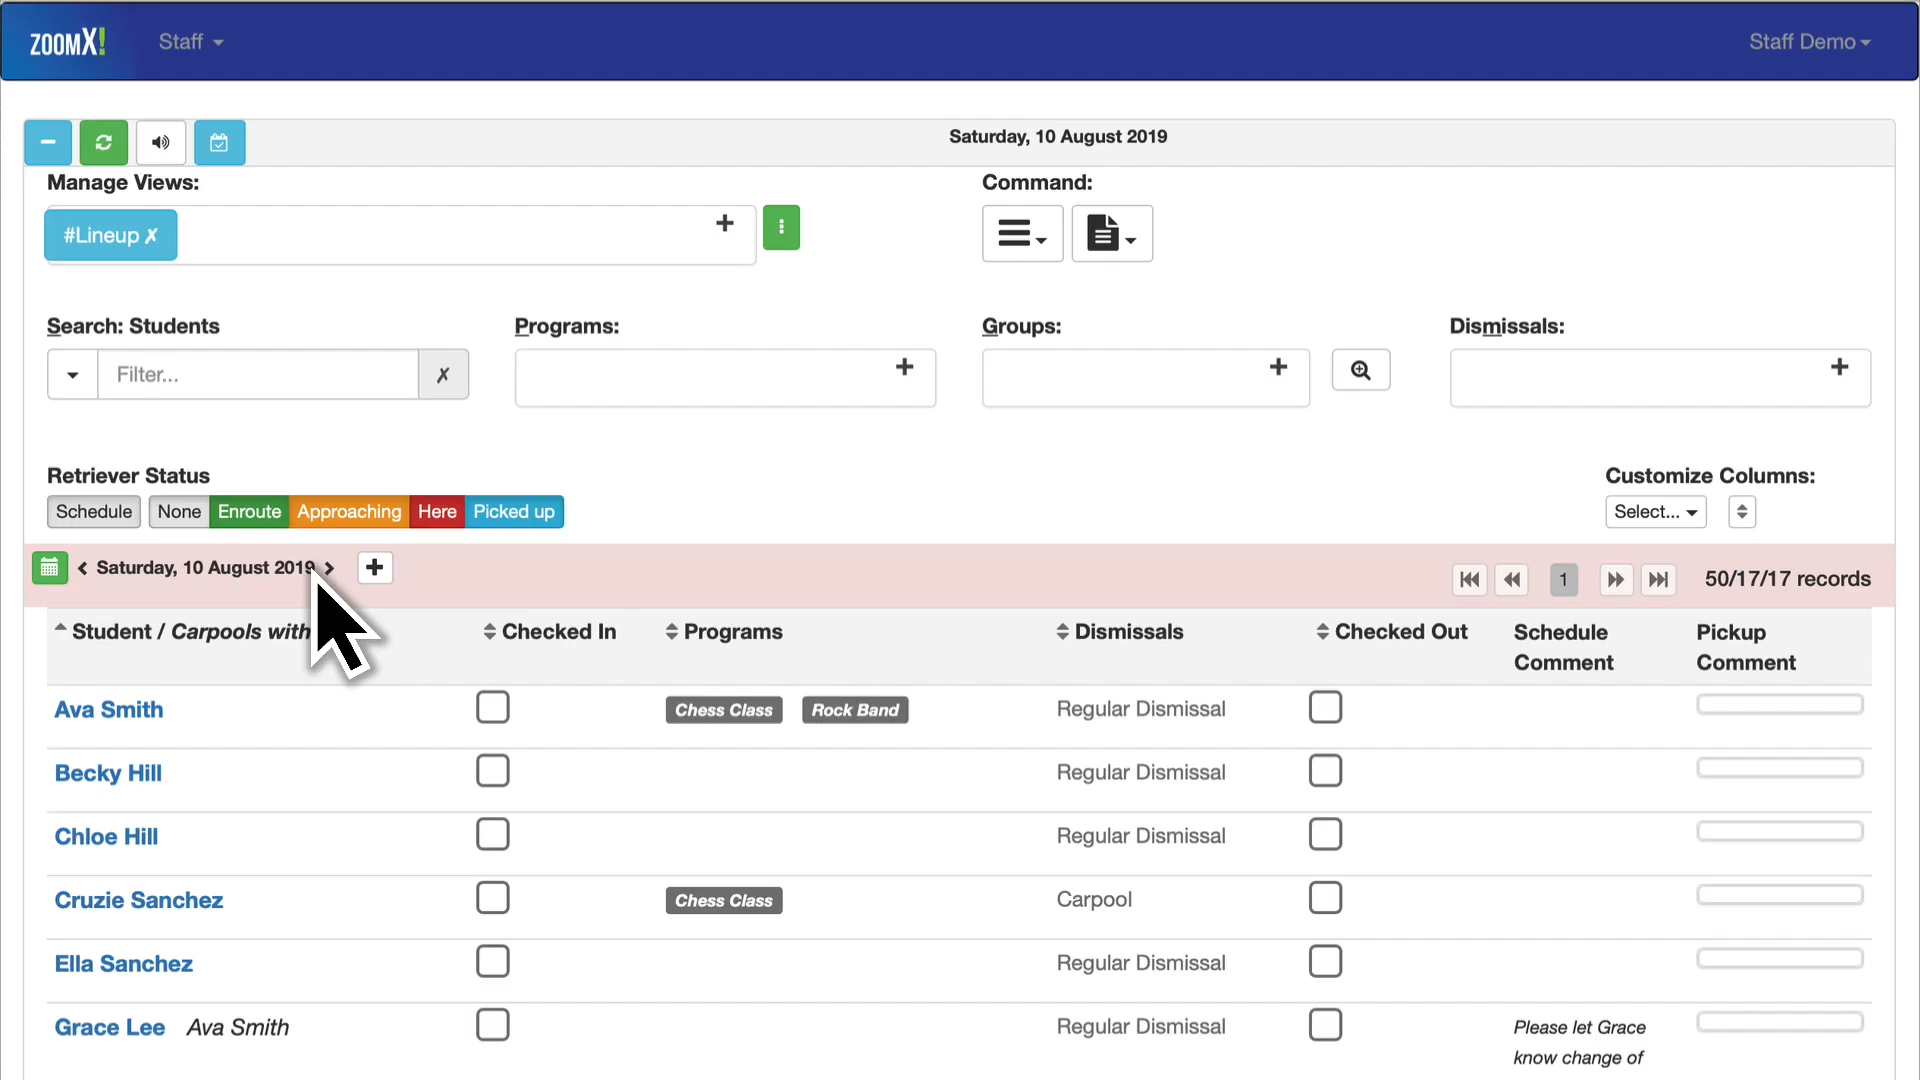 ZOOMX! Staff Staff Demo
Saturday, 10 August 2019
Manage Views: Command:
#Lineup ✗
Search: Students Programs: Groups: Dismissals:
Filter... ✗
Retriever Status Customize Columns:
Schedule None Enroute Approaching Here Picked up Select...
Saturday, 10 August 2019 1 50/17/17 records
Student / Carpools with Checked In Programs Dismissals Checked Out Schedule Comment Pickup Comment
Ava Smith Chess Class Rock Band Regular Dismissal
Becky Hill Regular Dismissal
Chloe Hill Regular Dismissal
Cruzie Sanchez Chess Class Carpool
Ella Sanchez Regular Dismissal
Grace Lee Ava Smith Regular Dismissal Please let Grace
know change of